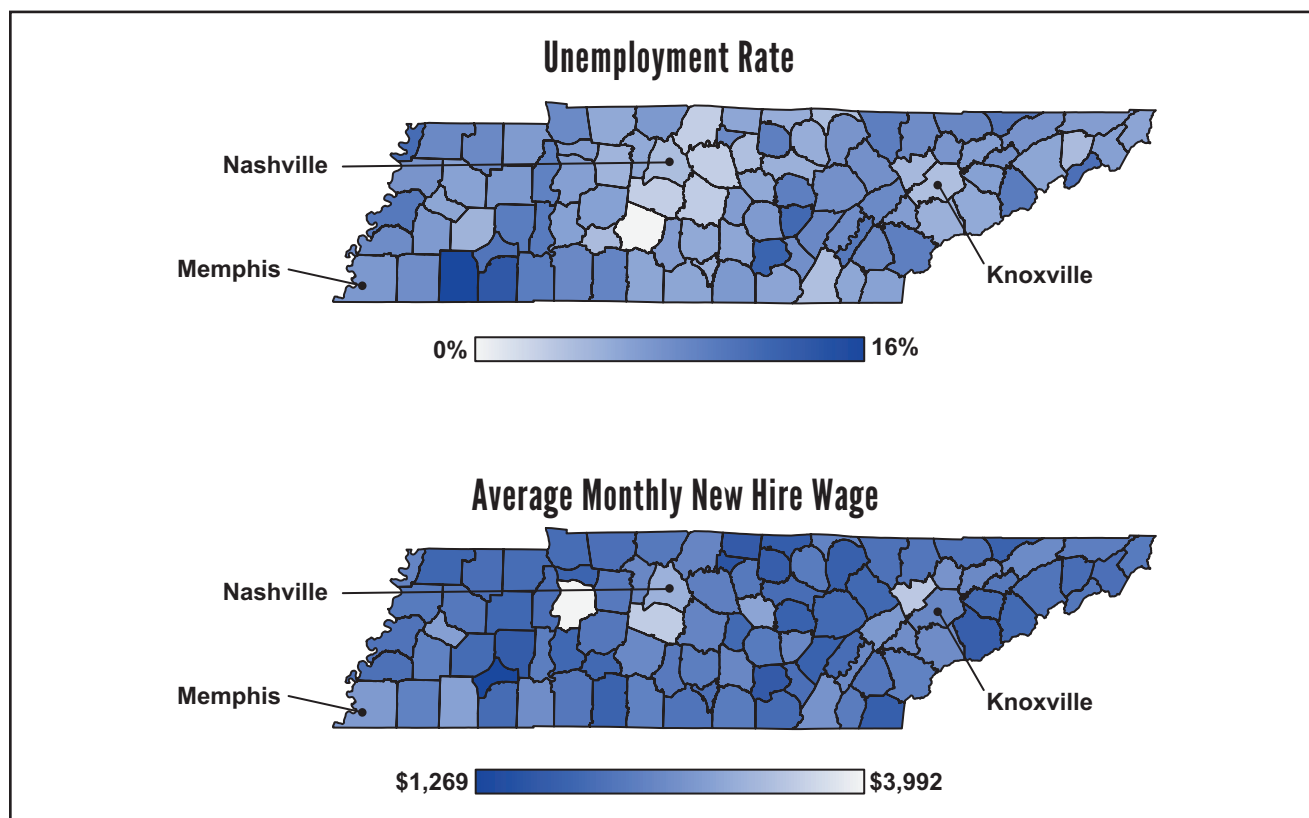 Unemployment Rate
Nashville
Memphis
Knoxville
0%
16%
Average Monthly New Hire Wage
Nashville
Memphis
Knoxville
$1,269
$3,992